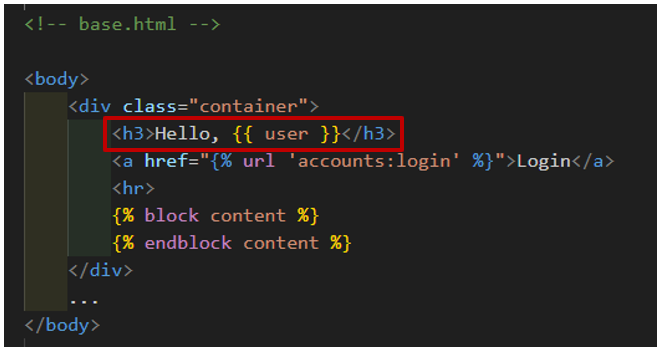 <!-- base.html -->
<body>
<div class="container">
<h3>Hello, {{ user }}</h3>
<a href="{% url 'accounts:login' %}">Login</a>
<hr>
{% block content %}
{% endblock content %}
</div>
...
</body>